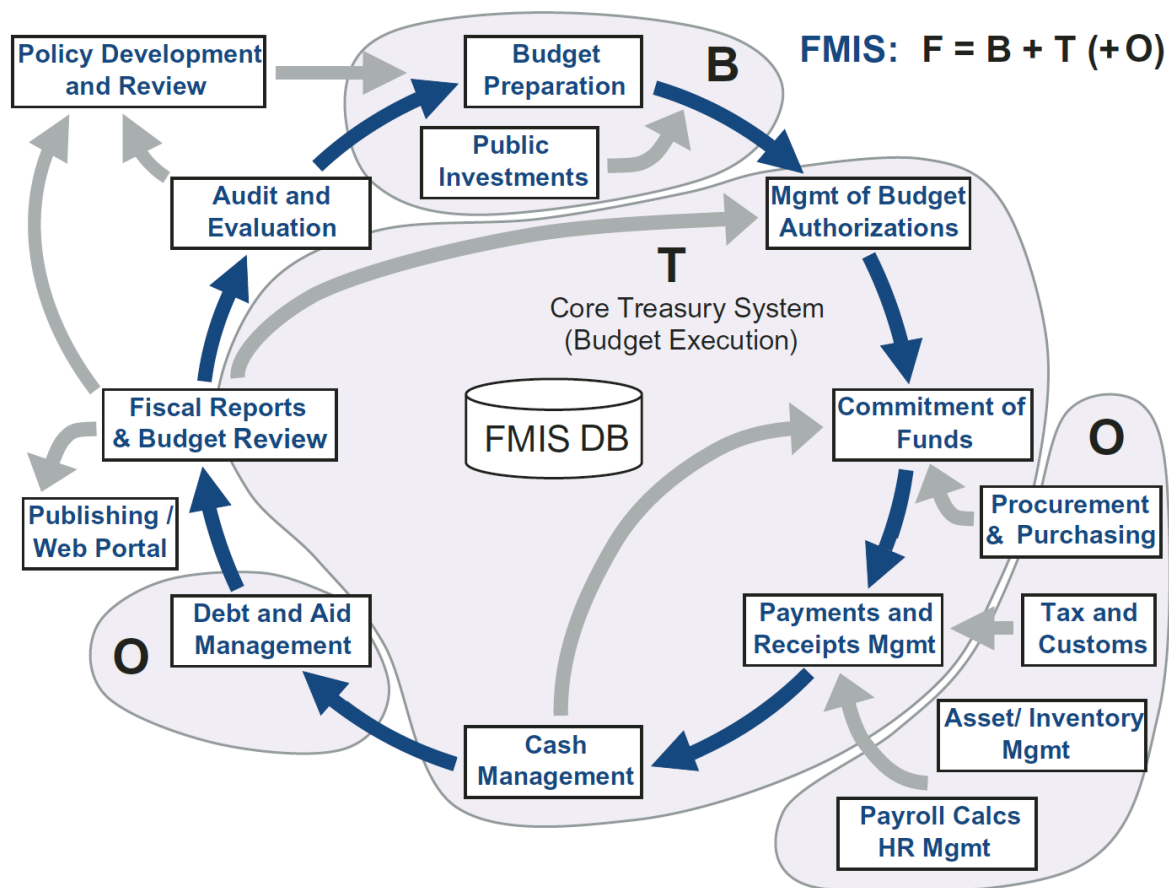 FMIS: F = B + T (+ O)
Policy Development
and Review
Budget
Preparation
B
Public
Investments
Audit and
Evaluation
Mgmt of Budget
Authorizations
T
Core Treasury System
(Budget Execution)
Fiscal Reports
& Budget Review
FMIS DB
Commitment of
Funds
O
Publishing /
Web Portal
Procurement
& Purchasing
Debt and Aid
Management
O
Payments and
Receipts Mgmt
Tax and
Customs
Cash
Management
Asset/ Inventory
Mgmt
Payroll Calcs
HR Mgmt